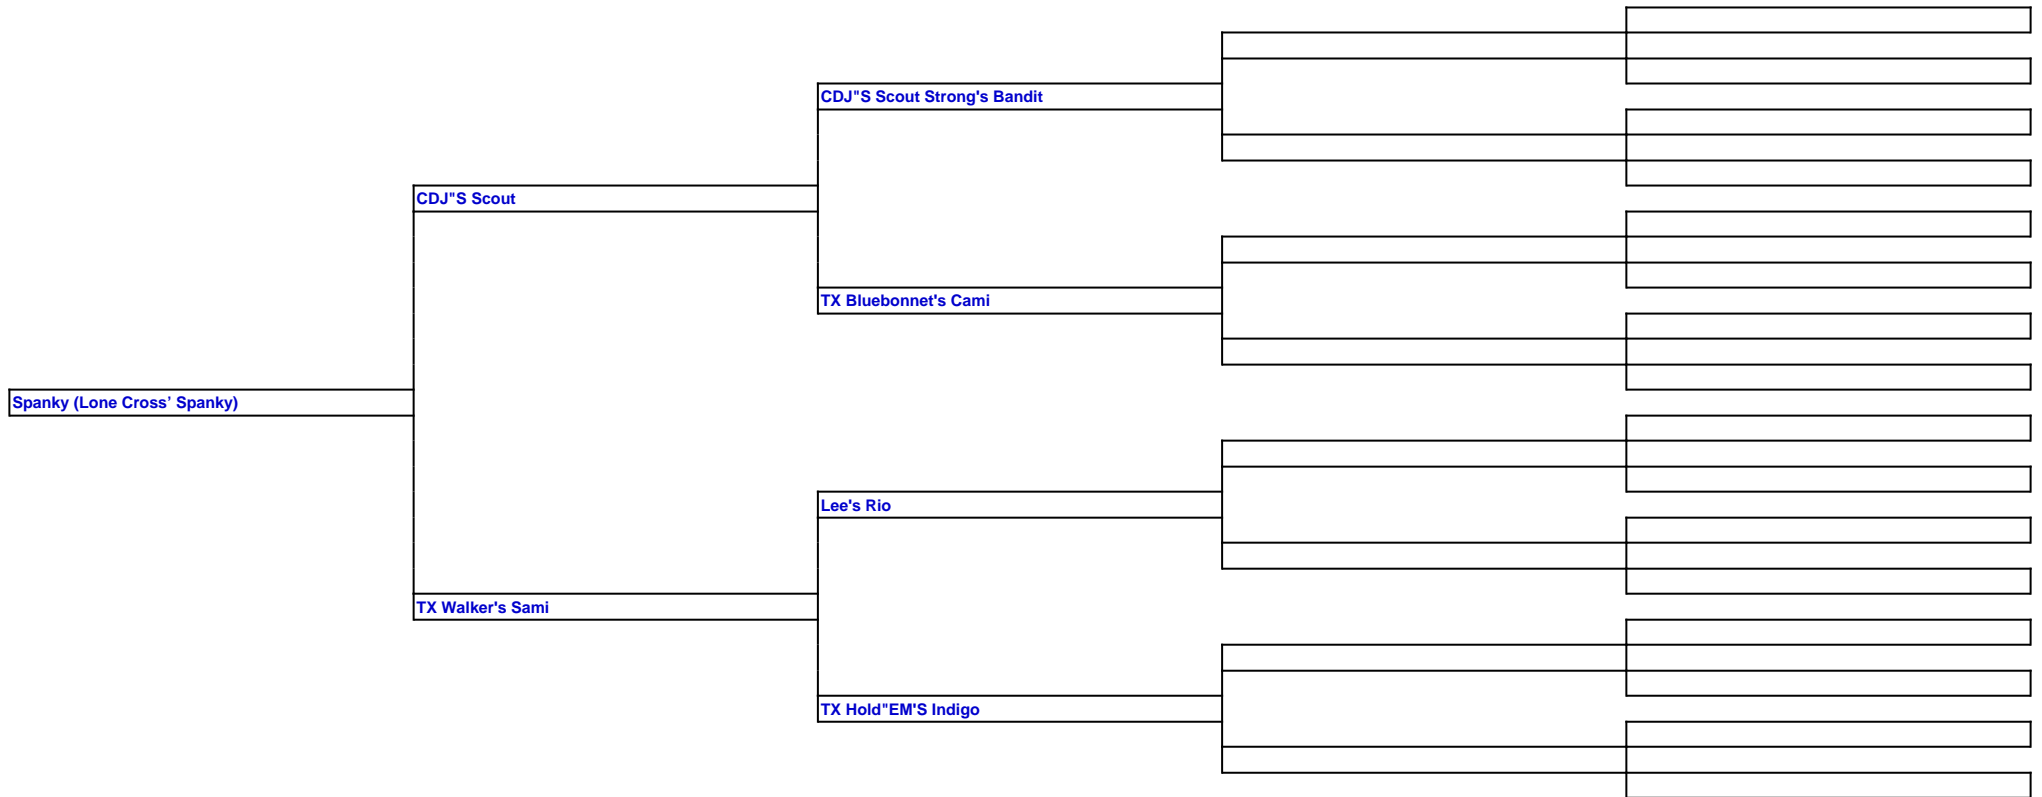 CDJ"S Scout Strong's Bandit
CDJ"S Scout
TX Bluebonnet's Cami
Spanky (Lone Cross’ Spanky)
Lee's Rio
TX Walker's Sami
TX Hold"EM'S Indigo